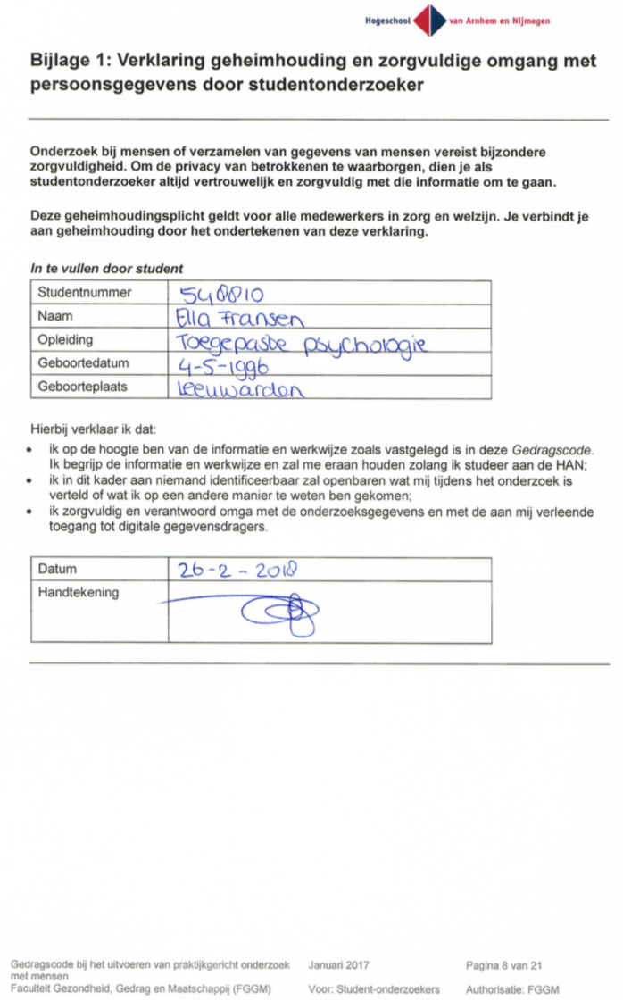 Hogeschool van Arnhem en Nijmegen
Bijlage 1: Verklaring geheimhouding en zorgvuldige omgang met
persoonsgegevens door studentonderzoeker
Onderzoek bij mensen of verzamelen van gegevens van mensen vereist bijzondere
zorgvuldigheid. Om de privacy van betrokkenen te waarborgen, dien je als
studentonderzoeker altijd vertrouwelijk en zorgvuldig met die informatie om te gaan.
Deze geheimhoudingsplicht geldt voor alle medewerkers in zorg en welzijn. Je verbindt je
aan geheimhouding door het ondertekenen van deze verklaring.
In te vullen door student
Studentnummer 548810
Naam Ella Fransen
Opleiding Toegepaste psychologie
Geboortedatum 4-5-1996
Geboorteplaats Leeuwarden
Hierbij verklaar ik dat:
• ik op de hoogte ben van de informatie en werkwijze zoals vastgelegd is in deze Gedragscode.
Ik begrijp de informatie en werkwijze en zal me eraan houden zolang ik studeer aan de HAN;
• ik in dit kader aan niemand identificeerbaar zal openbaren wat mij tijdens het onderzoek is
verteld of wat ik op een andere manier te weten ben gekomen;
• ik zorgvuldig en verantwoord omga met de onderzoeksgegevens en met de aan mij verleende
toegang tot digitale gegevensdragers.
Datum 26-2-2018
Handtekening
Gedragscode bij het uitvoeren van praktijkgericht onderzoek Januari 2017 Pagina 8 van 21
met mensen
Faculteit Gezondheid, Gedrag en Maatschappij (FGGM) Voor: Student-onderzoekers Authorisatie: FGGM